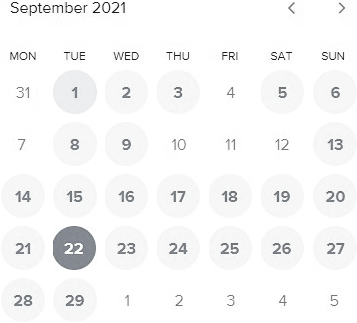 September 2021
MON TUE WED THU FRI SAT SUN
31 1 2 3 4 5 6
7 8 9 10 11 12 13
14 15 16 17 18 19 20
21 22 23 24 25 26 27
28 29 1 2 3 4 5